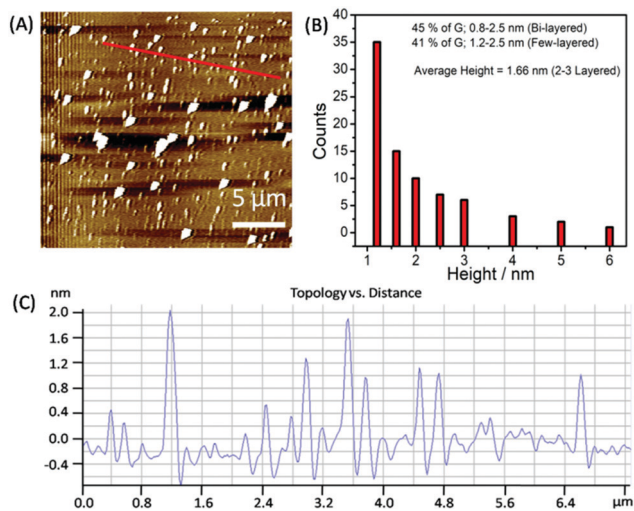 (A)
5 μm
(B)
45 % of G; 0.8-2.5 nm (Bi-layered)
41 % of G; 1.2-2.5 nm (Few-layered)
Average Height = 1.66 nm (2-3 Layered)
Counts
40
35
30
25
20
15
10
5
0
1 2 3 4 5 6
Height / nm
(C)
nm
Topology vs. Distance
2.0
1.6
1.2
0.8
0.4
0.0
-0.4
0.0 0.8 1.6 2.4 3.2 4.0 4.8 5.6 6.4 μm